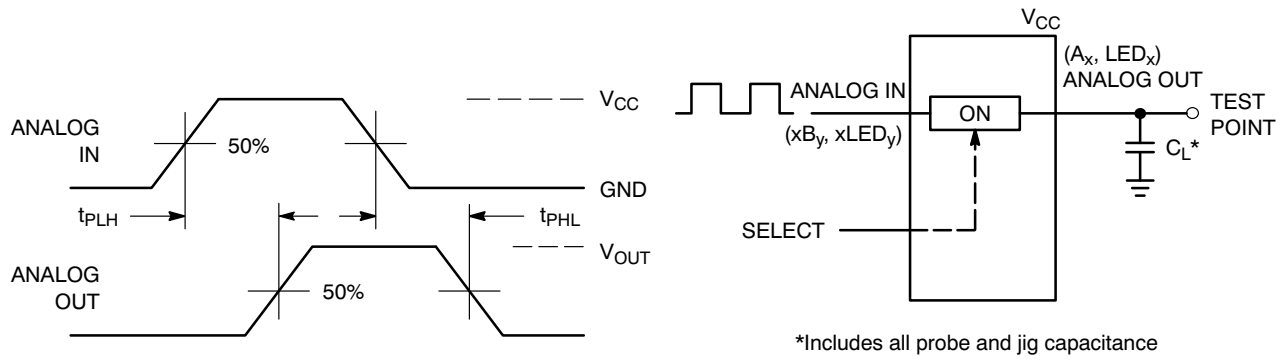 ANALOG
IN
50%
V_CC
GND
t_PLH
t_PHL
ANALOG
OUT
50%
V_OUT
V_CC
ANALOG IN
(xB_y, xLED_y)
ON
(A_x, LED_x)
ANALOG OUT
TEST
POINT
C_L*
SELECT
*Includes all probe and jig capacitance